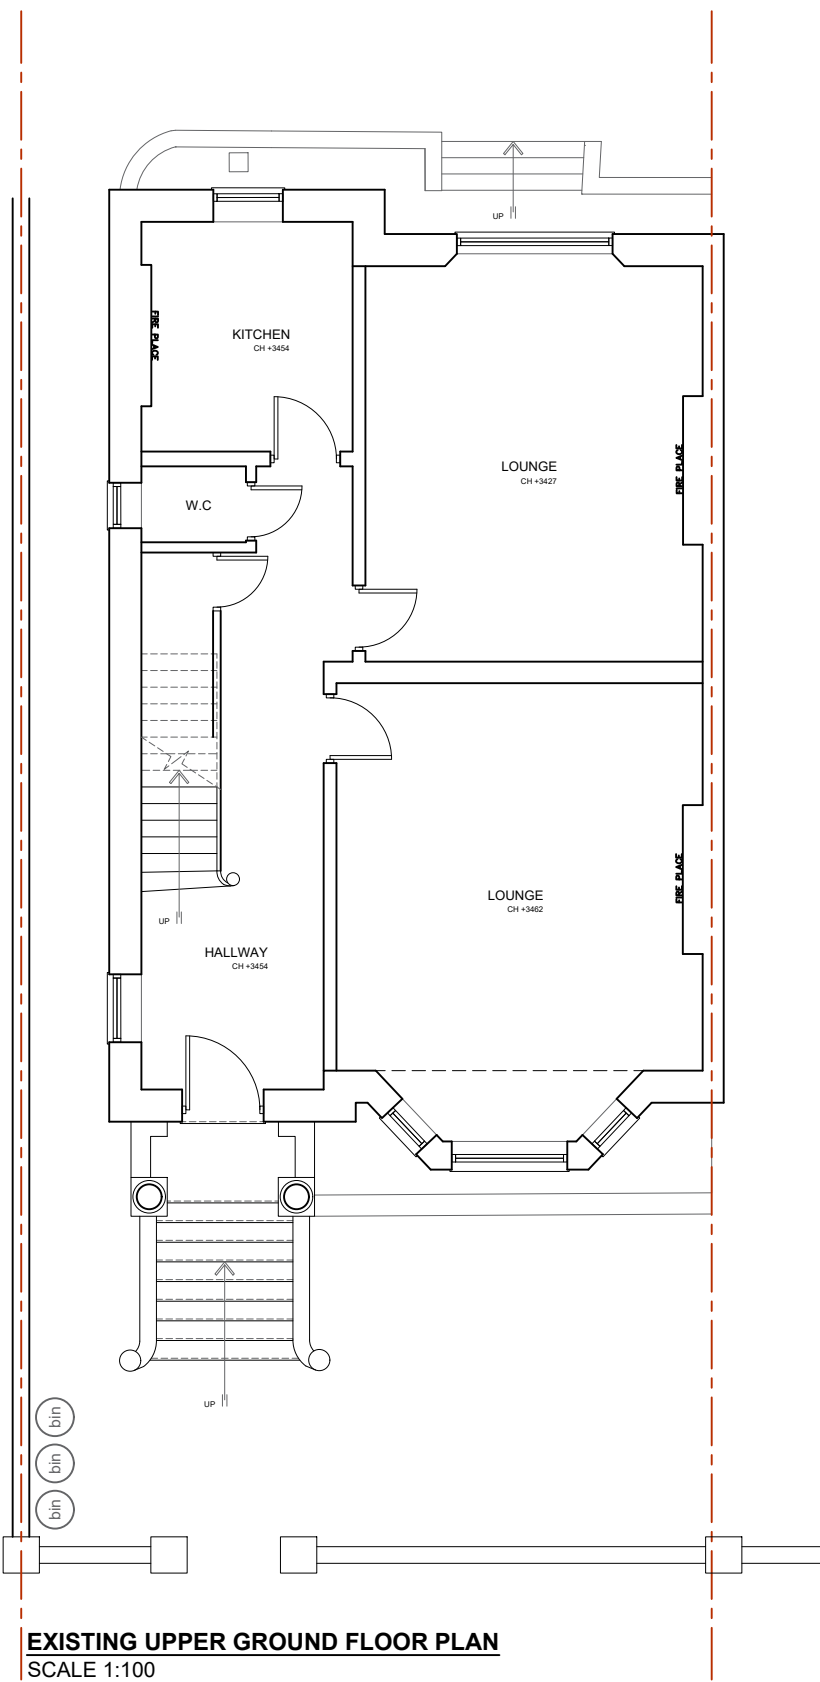 UP
FIRE PLACE
KITCHEN
CH +3454
LOUNGE
CH +3427
FIRE PLACE
W.C
LOUNGE
CH +3462
FIRE PLACE
UP
HALLWAY
CH +3454
UP
bin
bin
bin
EXISTING UPPER GROUND FLOOR PLAN
SCALE 1:100